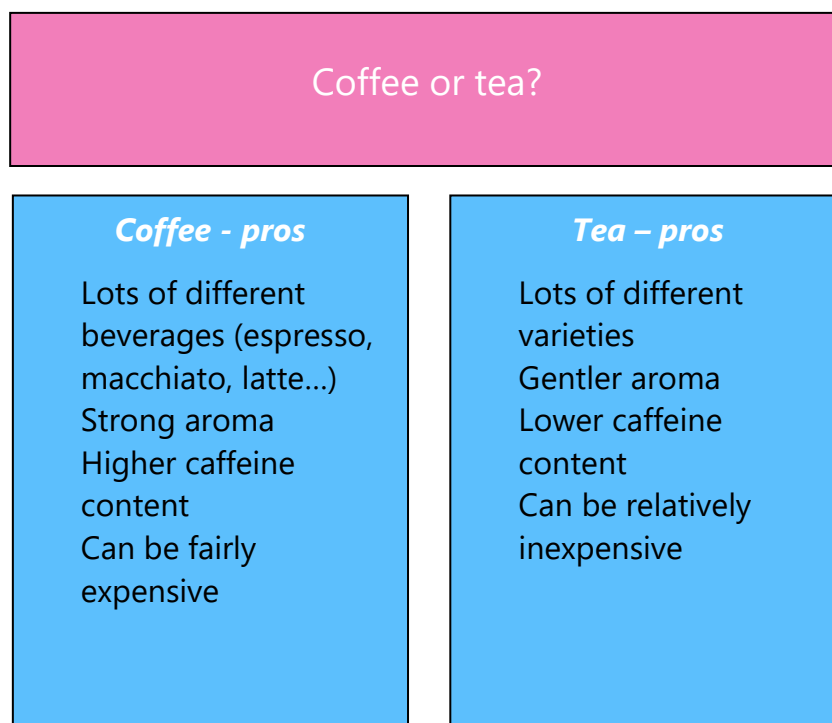 Coffee or tea?
Coffee - pros
Lots of different
beverages (espresso,
macchiato, latte…)
Strong aroma
Higher caffeine
content
Can be fairly
expensive
Tea – pros
Lots of different
varieties
Gentler aroma
Lower caffeine
content
Can be relatively
inexpensive